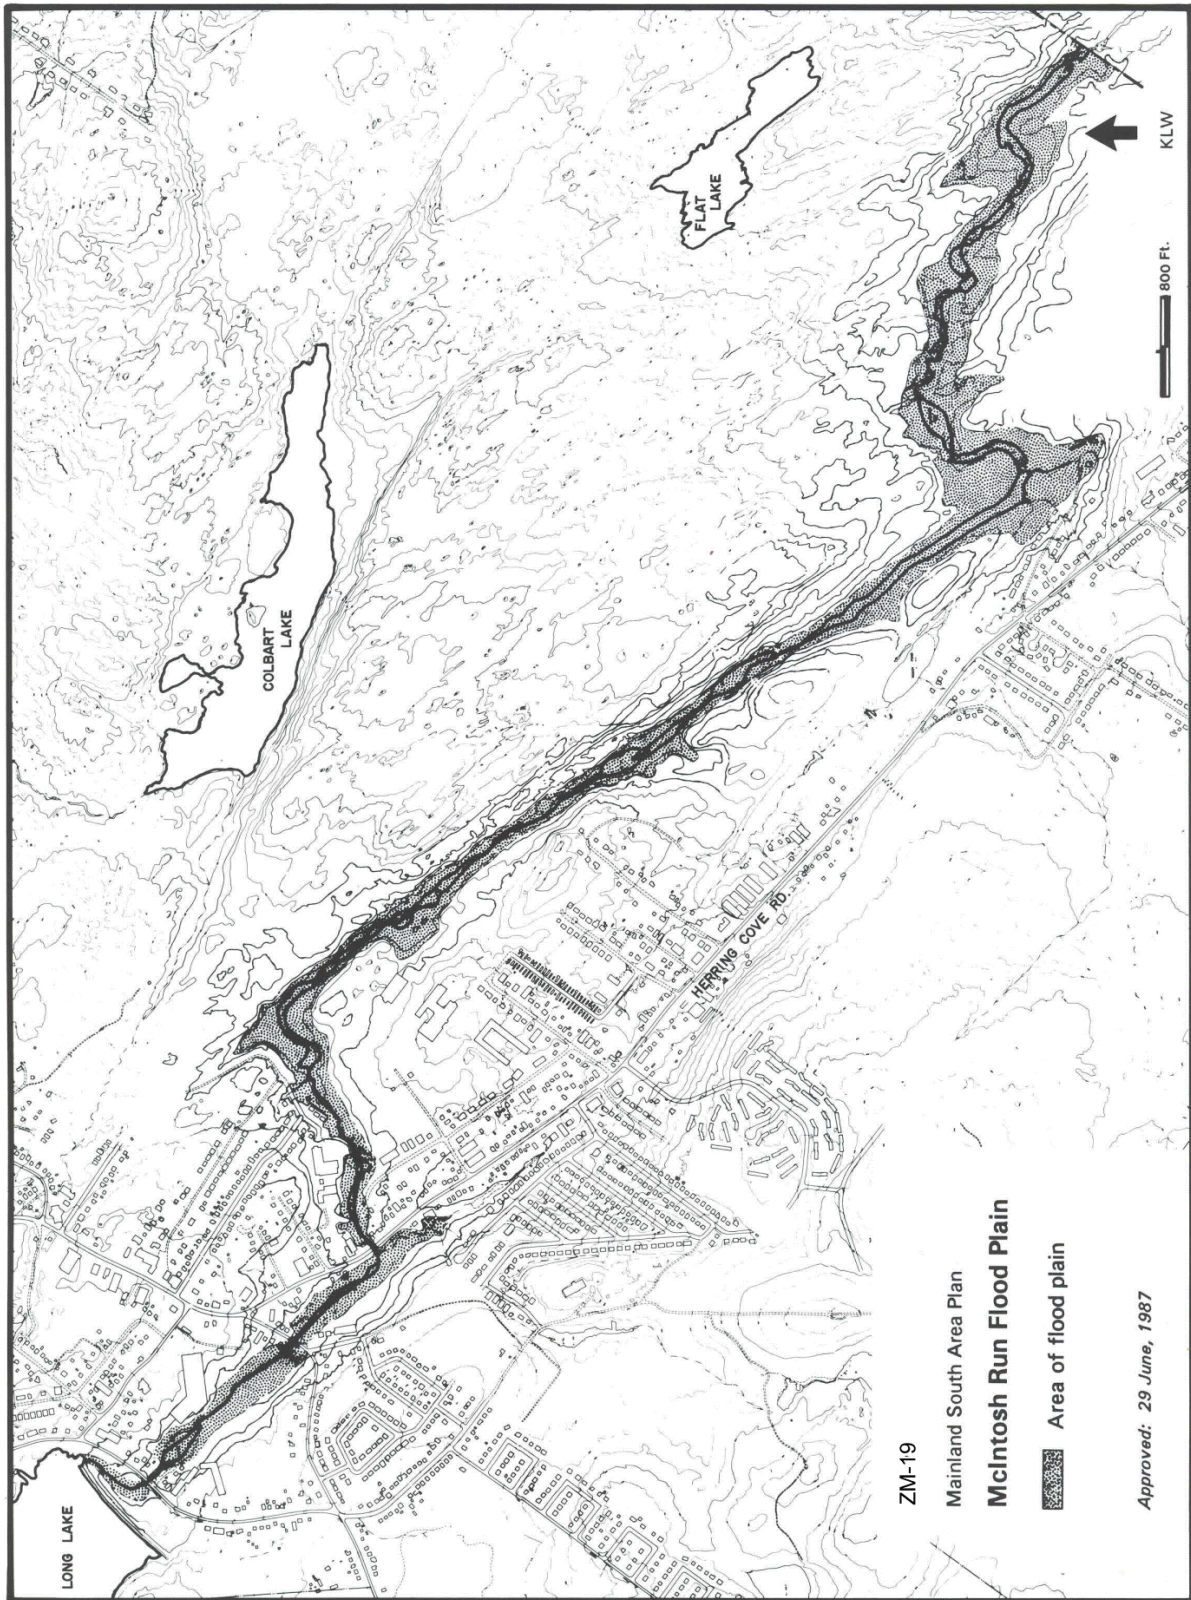 LONG LAKE
COLBART
LAKE
FLAT
LAKE
HERRING COVE RD.
ZM-19
Mainland South Area Plan
McIntosh Run Flood Plain
Area of flood plain
Approved: 29 June, 1987
800 Ft.
KLW